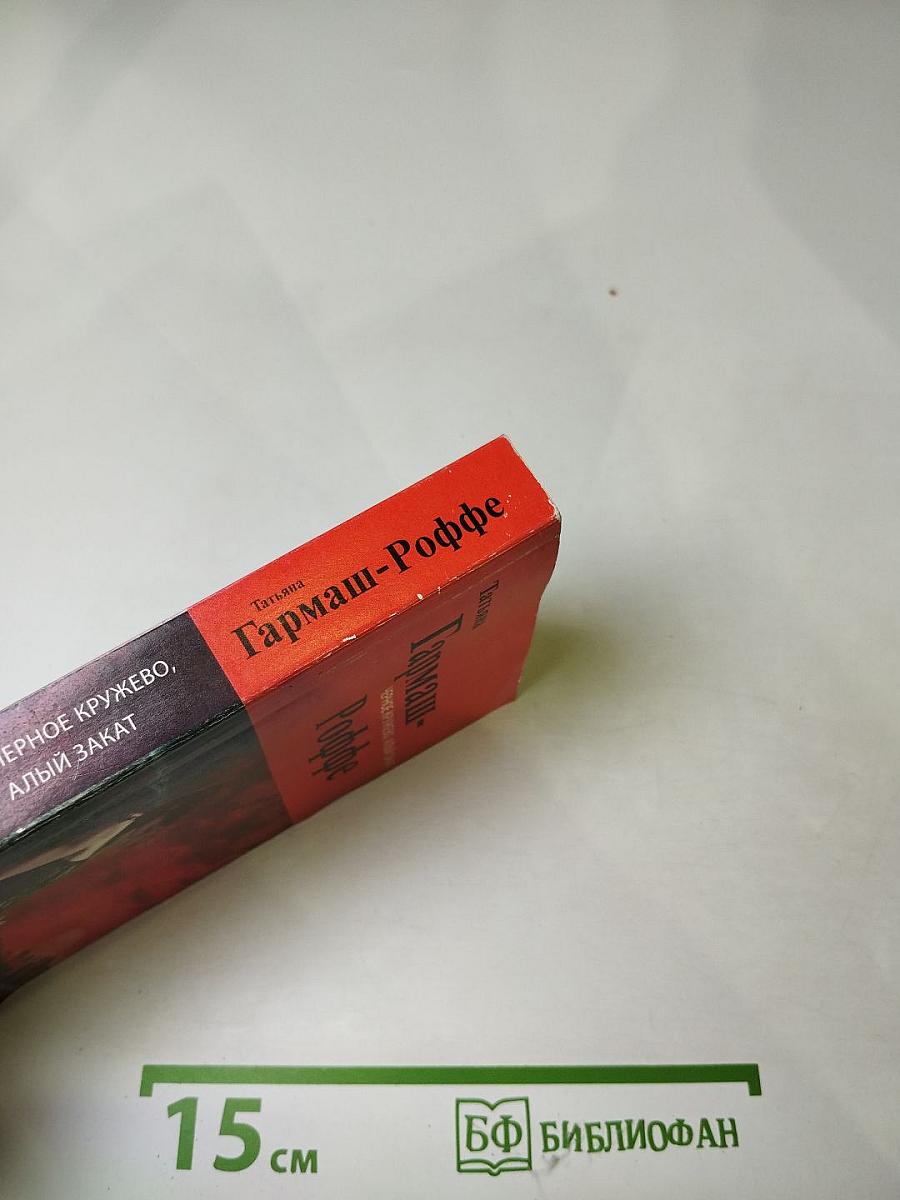 Татьяна
Гармаш-Роффе
ЧЕРНОЕ КРУЖЕВО,
АЛЫЙ ЗАКАТ
Татьяна
Гармаш-
Роффе
15 см
БФ БИБЛИОФАН